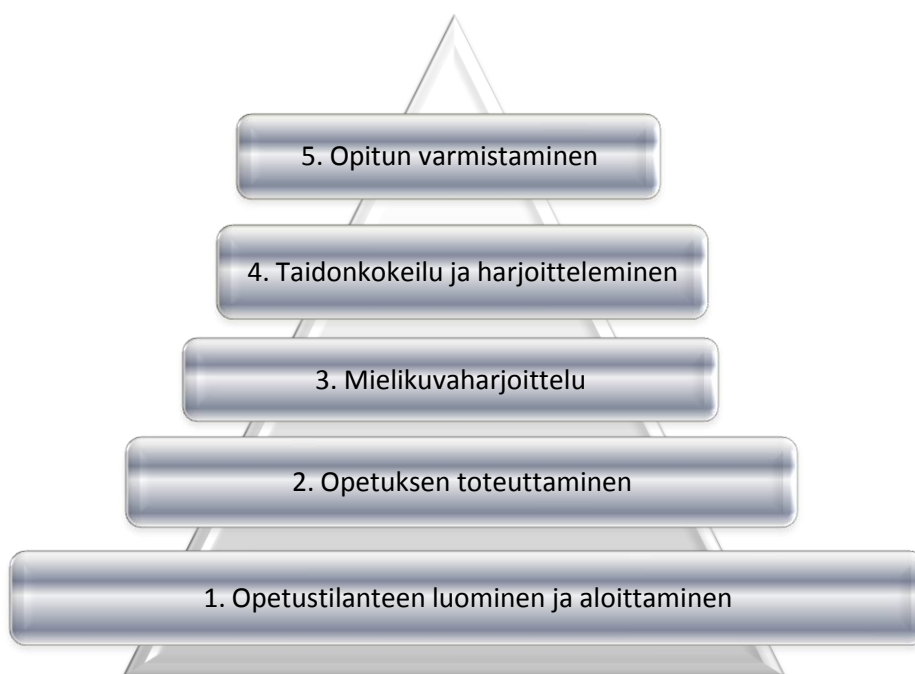 5. Opitun varmistaminen
4. Taidonkokeilu ja harjoitteleminen
3. Mielikuvaharjoittelu
2. Opetuksen toteuttaminen
1. Opetustilanteen luominen ja aloittaminen